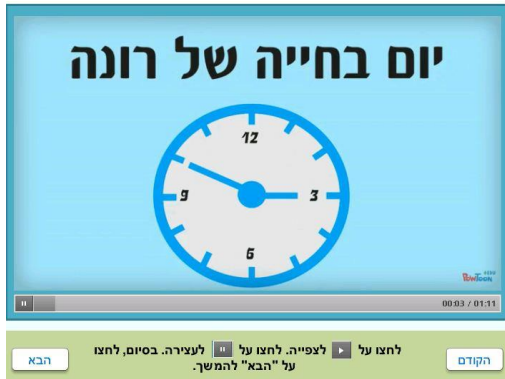 יום בחייה של רונה
12
9
3
6
PowToon
00:03 / 01:11
לחצו על לצפייה. לחצו על לעצירה. בסיום, לחצו
על "הבא" להמשך.
הקודם
הבא